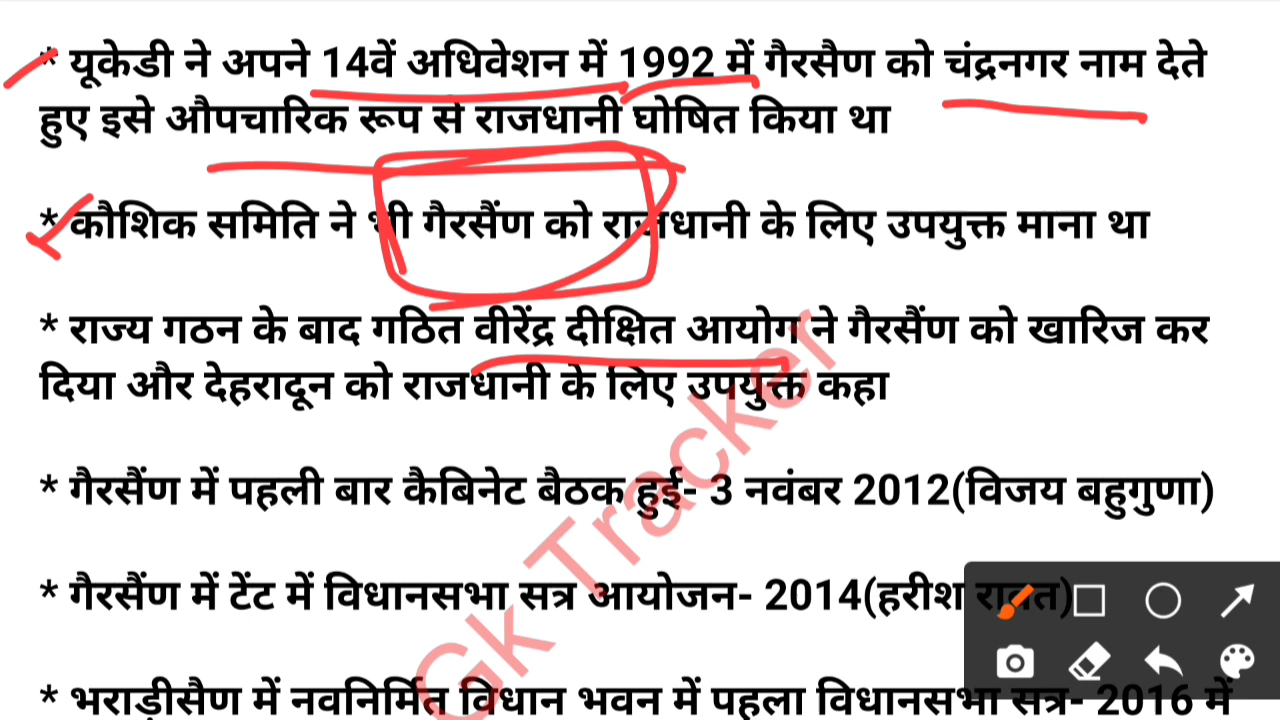 * यूकेडी ने अपने 14वें अधिवेशन में 1992 में गैरसैण को चंद्रनगर नाम देते
हुए इसे औपचारिक रूप से राजधानी घोषित किया था
* कौशिक समिति ने भी गैरसैंण को राजधानी के लिए उपयुक्त माना था
* राज्य गठन के बाद गठित वीरेंद्र दीक्षित आयोग ने गैरसैंण को खारिज कर
दिया और देहरादून को राजधानी के लिए उपयुक्त कहा
* गैरसैंण में पहली बार कैबिनेट बैठक हुई- 3 नवंबर 2012(विजय बहुगुणा)
* गैरसैंण में टेंट में विधानसभा सत्र आयोजन- 2014(हरीश रावत)
* भराड़ीसैण में नवनिर्मित विधान भवन में पहला विधानसभा सत्र- 2016 में
Gk Tracker